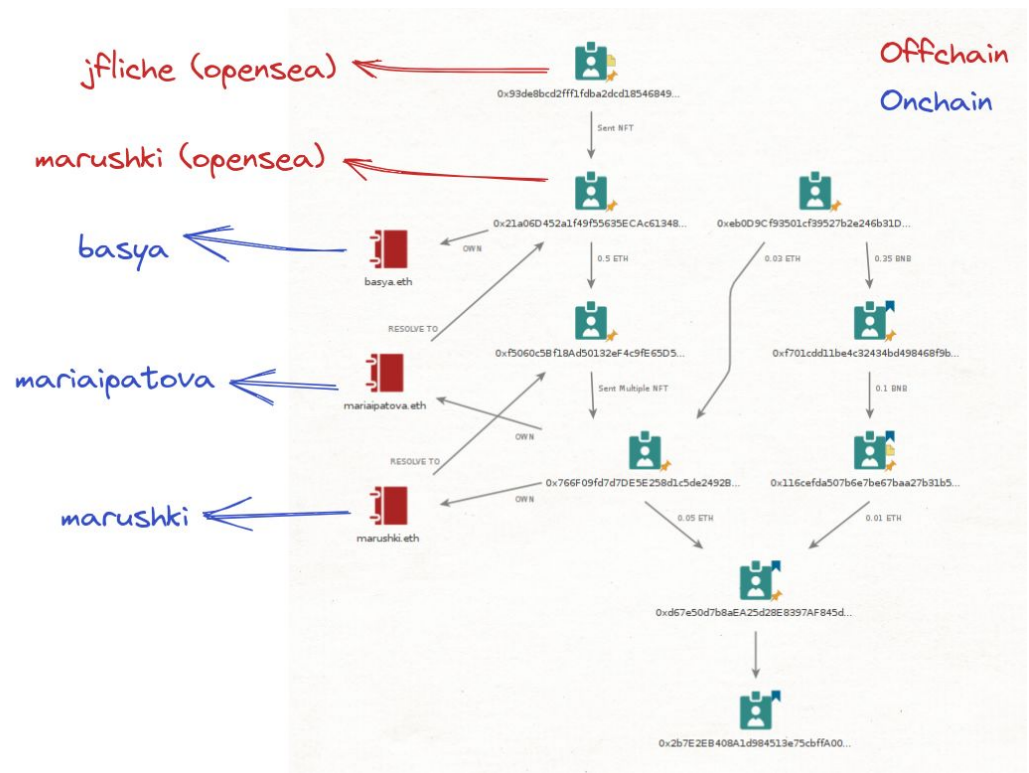 jfliche (opensea)
Offchain
0x93de8bcd2fff1fdba2dcd18546849...
Onchain
Sent NFT
marushki (opensea)
0x21a06D452a1f49f55635ECAc61348...
0xeb0D9Cf93501cf39527b2e246b31D...
basya
OWN
0.5 ETH
0.03 ETH
0.35 BNB
basya.eth
RESOLVE TO
0xf5060c5Bf18Ad50132eF4c9fE65D5...
0xf701cdd11be4c32434bd498468f9b...
mariaipatova
Sent Multiple NFT
0.1 BNB
mariaipatova.eth
OWN
RESOLVE TO
0x766F09fd7d7DE5E258d1c5de2492B...
0x116cefda507b6e7be67baa27b31b5...
OWN
marushki
0.05 ETH
0.01 ETH
marushki.eth
0xd67e50d7b8aEA25d28E8397AF845d...
0x2b7E2EB408A1d984513e75cbffA00...